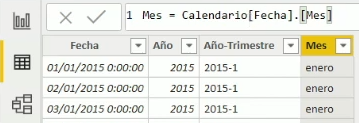 1 Mes = Calendario[Fecha].[Mes]
Fecha Año Año-Trimestre Mes
01/01/2015 0:00:00 2015 2015-1 enero
02/01/2015 0:00:00 2015 2015-1 enero
03/01/2015 0:00:00 2015 2015-1 enero